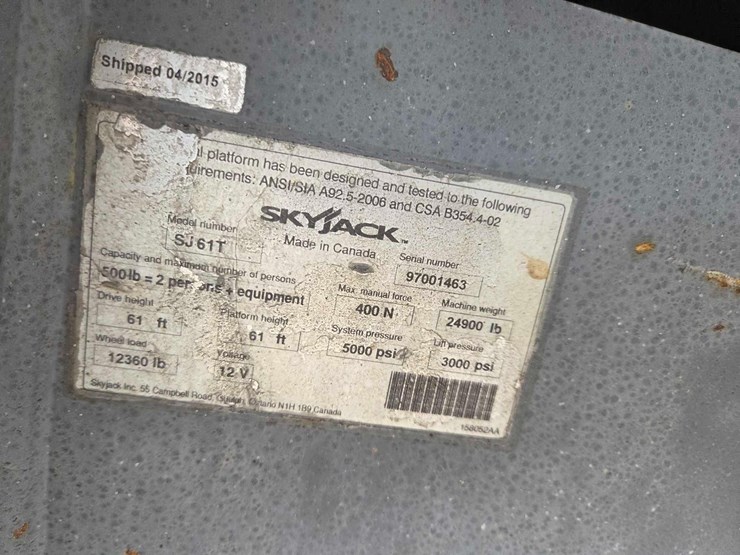 Shipped 04/2015
platform has been designed and tested to the following
requirements: ANSI/SIA A92.5-2006 and CSA B354.4-02
SKYJACK™
Made in Canada
Model number
SJ 61T
Serial number
97001463
Capacity and maximum number of persons
500 lb = 2 persons + equipment
Max. manual force
400 N
Machine weight
24900 lb
Drive height
61 ft
Platform height
61 ft
System pressure
5000 psi
Lift pressure
3000 psi
Wheel load
12360 lb
Voltage
12 V
Skyjack Inc. 55 Campbell Road, Guelph, Ontario N1H 1B9 Canada
158052AA